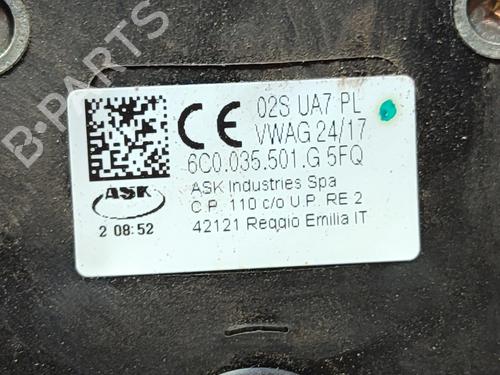 02S UA7 PL
CE VWAG 24/17
6C0.035.501.G 5FQ
ASK ASK Industries Spa
C.P. 110 c/o U.P. RE 2
2 08:52 42121 Reggio Emilia IT
B-PARTS